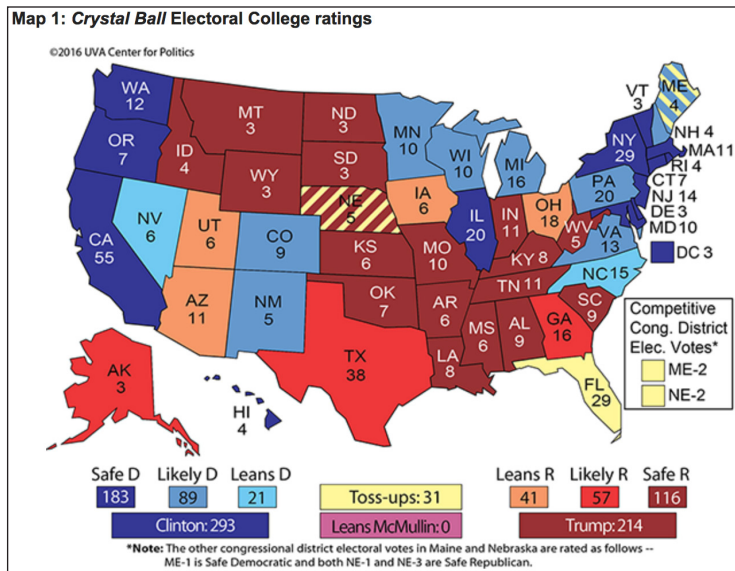 Map 1: Crystal Ball Electoral College ratings
©2016 UVA Center for Politics
WA
12
OR
7
CA
55
NV
6
ID
4
MT
3
WY
3
UT
6
AZ
11
CO
9
NM
5
ND
3
SD
3
NE
5
KS
6
OK
7
TX
38
MN
10
IA
6
MO
10
AR
6
LA
8
WI
10
IL
20
MI
16
IN
11
OH
18
KY 8
TN 11
MS
6
AL
9
GA
16
FL
29
SC
9
NC15
VA
13
WV
5
PA
20
NY
29
VT
3
ME
4
NH 4
MA11
RI 4
CT7
NJ 14
DE 3
MD10
DC 3
AK
3
HI
4
Competitive
Cong. District
Elec. Votes*
ME-2
NE-2
Safe D Likely D Leans D
183 89 21
Clinton: 293
Toss-ups: 31
Leans McMullin: 0
Leans R Likely R Safe R
41 57 116
Trump: 214
*Note: The other congressional district electoral votes in Maine and Nebraska are rated as follows --
ME-1 is Safe Democratic and both NE-1 and NE-3 are Safe Republican.